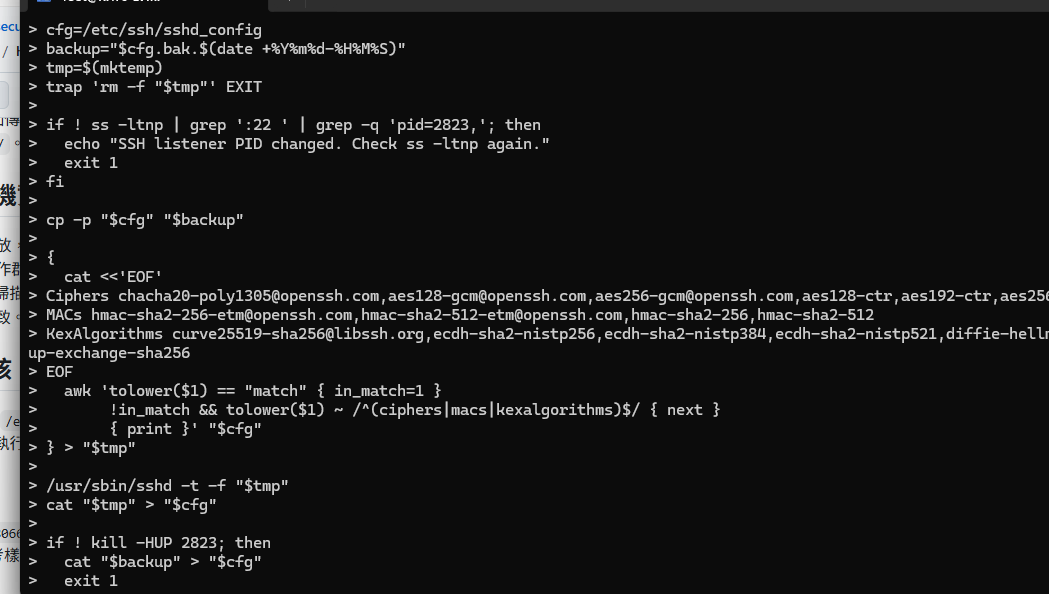 > cfg=/etc/ssh/sshd_config
> backup="$cfg.bak.$(date +%Y%m%d-%H%M%S)"
> tmp=$(mktemp)
> trap 'rm -f "$tmp"' EXIT
>
> if ! ss -ltnp | grep ':22 ' | grep -q 'pid=2823,'; then
>   echo "SSH listener PID changed. Check ss -ltnp again."
>   exit 1
> fi
>
> cp -p "$cfg" "$backup"
>
> {
>   cat <<'EOF'
> Ciphers chacha20-poly1305@openssh.com,aes128-gcm@openssh.com,aes256-gcm@openssh.com,aes128-ctr,aes192-ctr,aes256
> MACs hmac-sha2-256-etm@openssh.com,hmac-sha2-512-etm@openssh.com,hmac-sha2-256,hmac-sha2-512
> KexAlgorithms curve25519-sha256@libssh.org,ecdh-sha2-nistp256,ecdh-sha2-nistp384,ecdh-sha2-nistp521,diffie-hellm
up-exchange-sha256
> EOF
>   awk 'tolower($1) == "match" { in_match=1 }
>        !in_match && tolower($1) ~ /^(ciphers|macs|kexalgorithms)$/ { next }
>        { print }' "$cfg"
> } > "$tmp"
>
> /usr/sbin/sshd -t -f "$tmp"
> cat "$tmp" > "$cfg"
>
> if ! kill -HUP 2823; then
>   cat "$backup" > "$cfg"
>   exit 1